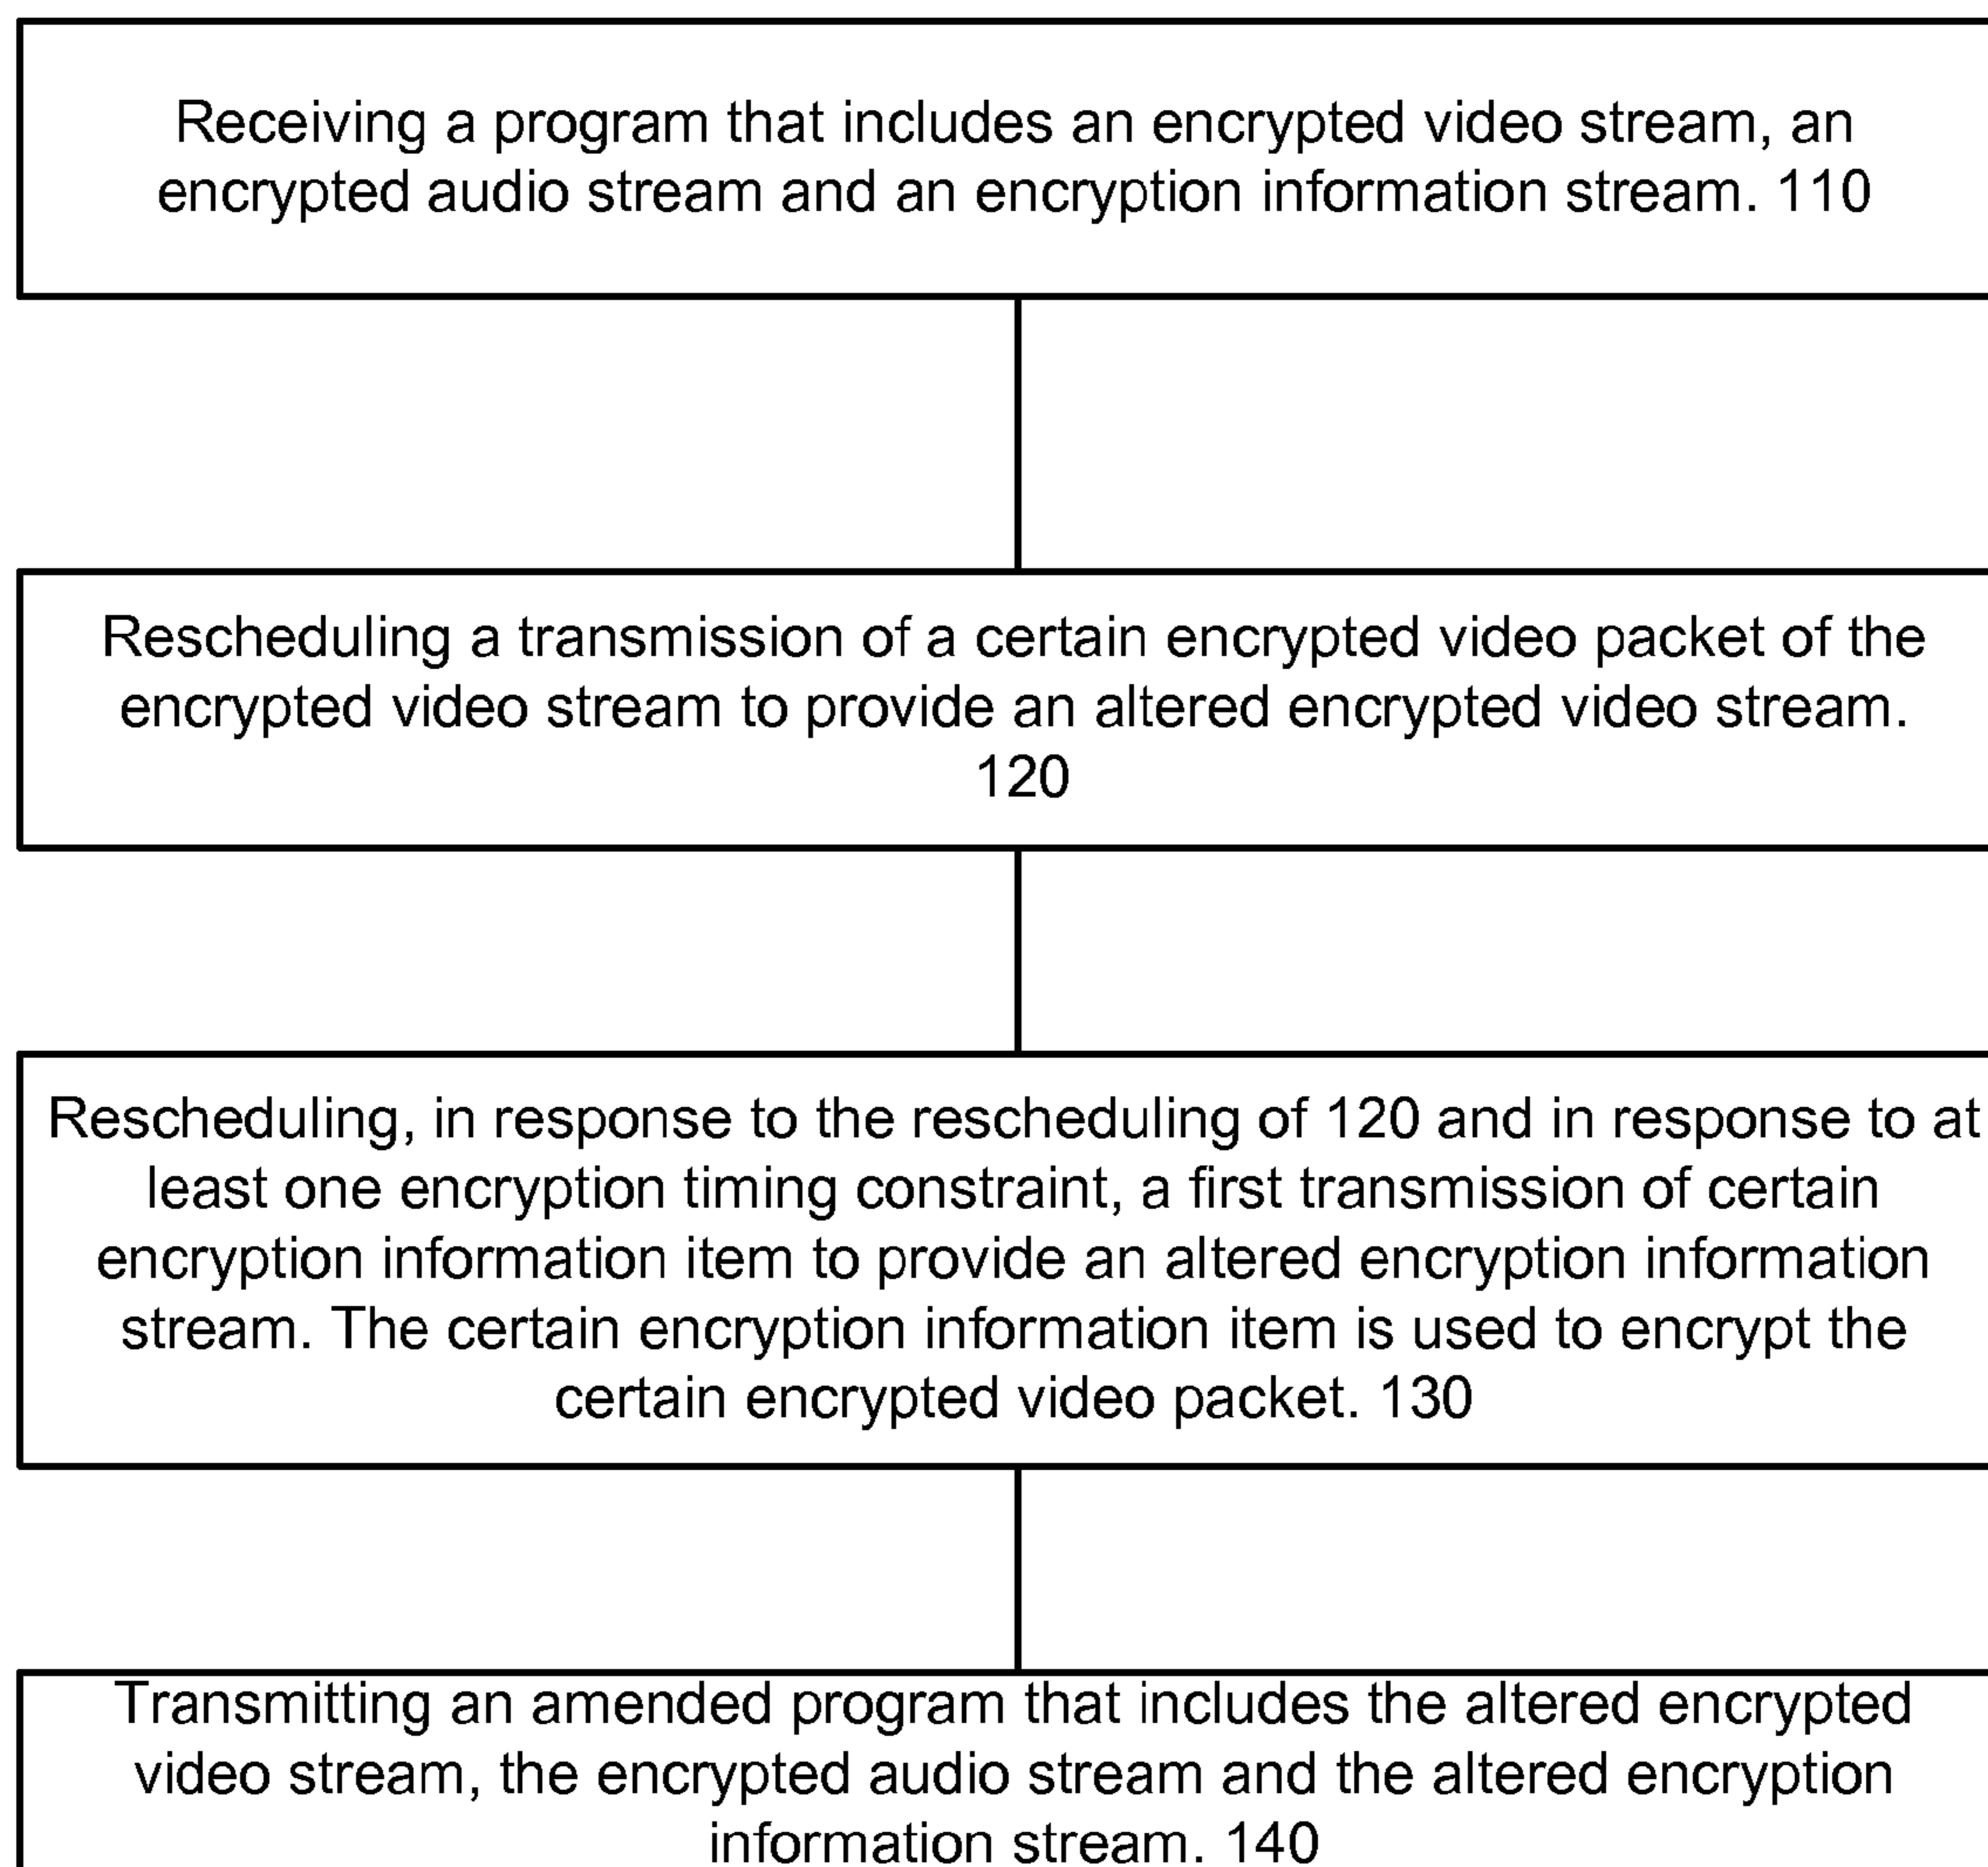 Receiving a program that includes an encrypted video stream, an
encrypted audio stream and an encryption information stream. 110
Rescheduling a transmission of a certain encrypted video packet of the
encrypted video stream to provide an altered encrypted video stream.
120
Rescheduling, in response to the rescheduling of 120 and in response to at
least one encryption timing constraint, a first transmission of certain
encryption information item to provide an altered encryption information
stream. The certain encryption information item is used to encrypt the
certain encrypted video packet. 130
Transmitting an amended program that includes the altered encrypted
video stream, the encrypted audio stream and the altered encryption
information stream. 140